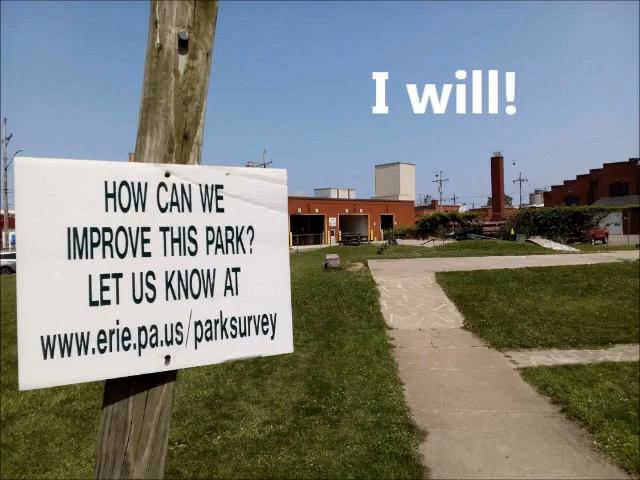 I will!
HOW CAN WE
IMPROVE THIS PARK?
LET US KNOW AT
www.erie.pa.us/parksurvey